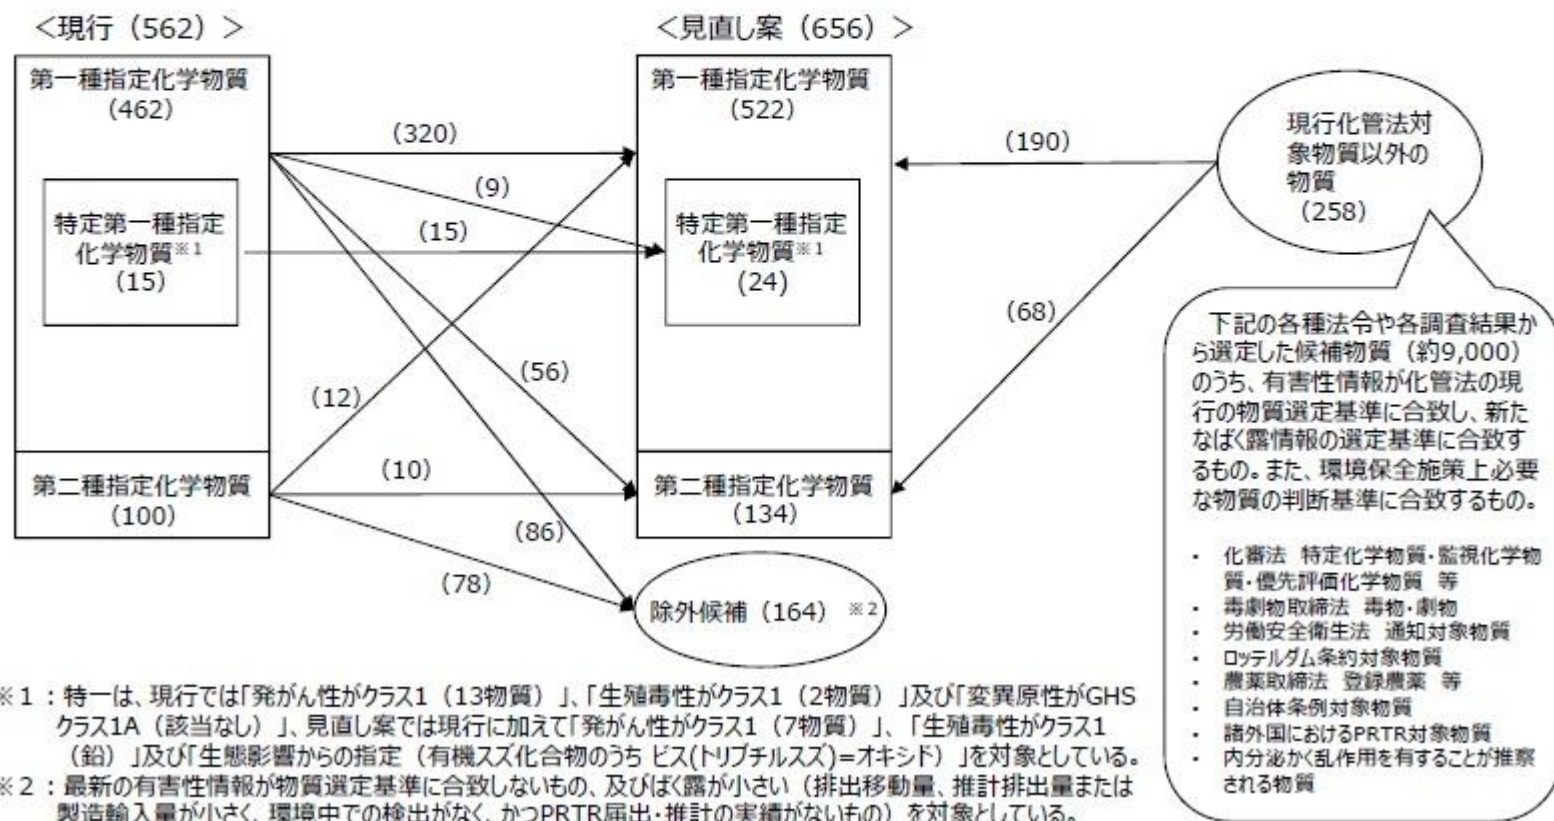 ＜現行（562）＞
第一種指定化学物質
（462）
特定第一種指定
化学物質※1
（15）
第二種指定化学物質
（100）
（320）
（9）
（15）
（12）
（56）
（10）
（86）
（78）
＜見直し案（656）＞
第一種指定化学物質
（522）
特定第一種指定
化学物質※1
(24)
第二種指定化学物質
（134）
除外候補（164）※2
（190）
（68）
現行化管法対
象物質以外の
物質
（258）
下記の各種法令や各調査結果か
ら選定した候補物質（約9,000）
のうち、有害性情報が化管法の現
行の物質選定基準に合致し、新た
なばく露情報の選定基準に合致す
るもの。また、環境保全施策上必要
な物質の判断基準に合致するもの。
・ 化審法 特定化学物質・監視化学物
質・優先評価化学物質 等
・ 毒劇物取締法 毒物・劇物
・ 労働安全衛生法 通知対象物質
・ ロッテルダム条約対象物質
・ 農薬取締法 登録農薬 等
・ 自治体条例対象物質
・ 諸外国におけるPRTR対象物質
・ 内分泌かく乱作用を有することが推察
される物質
※1：特一は、現行では「発がん性がクラス1（13物質）」、「生殖毒性がクラス1（2物質）」及び「変異原性がGHS
クラス1A（該当なし）」、見直し案では現行に加えて「発がん性がクラス1（7物質）」、「生殖毒性がクラス1
（鉛）」及び「生態影響からの指定（有機スズ化合物のうち ビス(トリブチルスズ)=オキシド）」を対象としている。
※2：最新の有害性情報が物質選定基準に合致しないもの、及びばく露が小さい（排出移動量、推計排出量または
製造輸入量が小さく、環境中での検出がなく、かつPRTR届出・推計の実績がないもの）を対象としている。